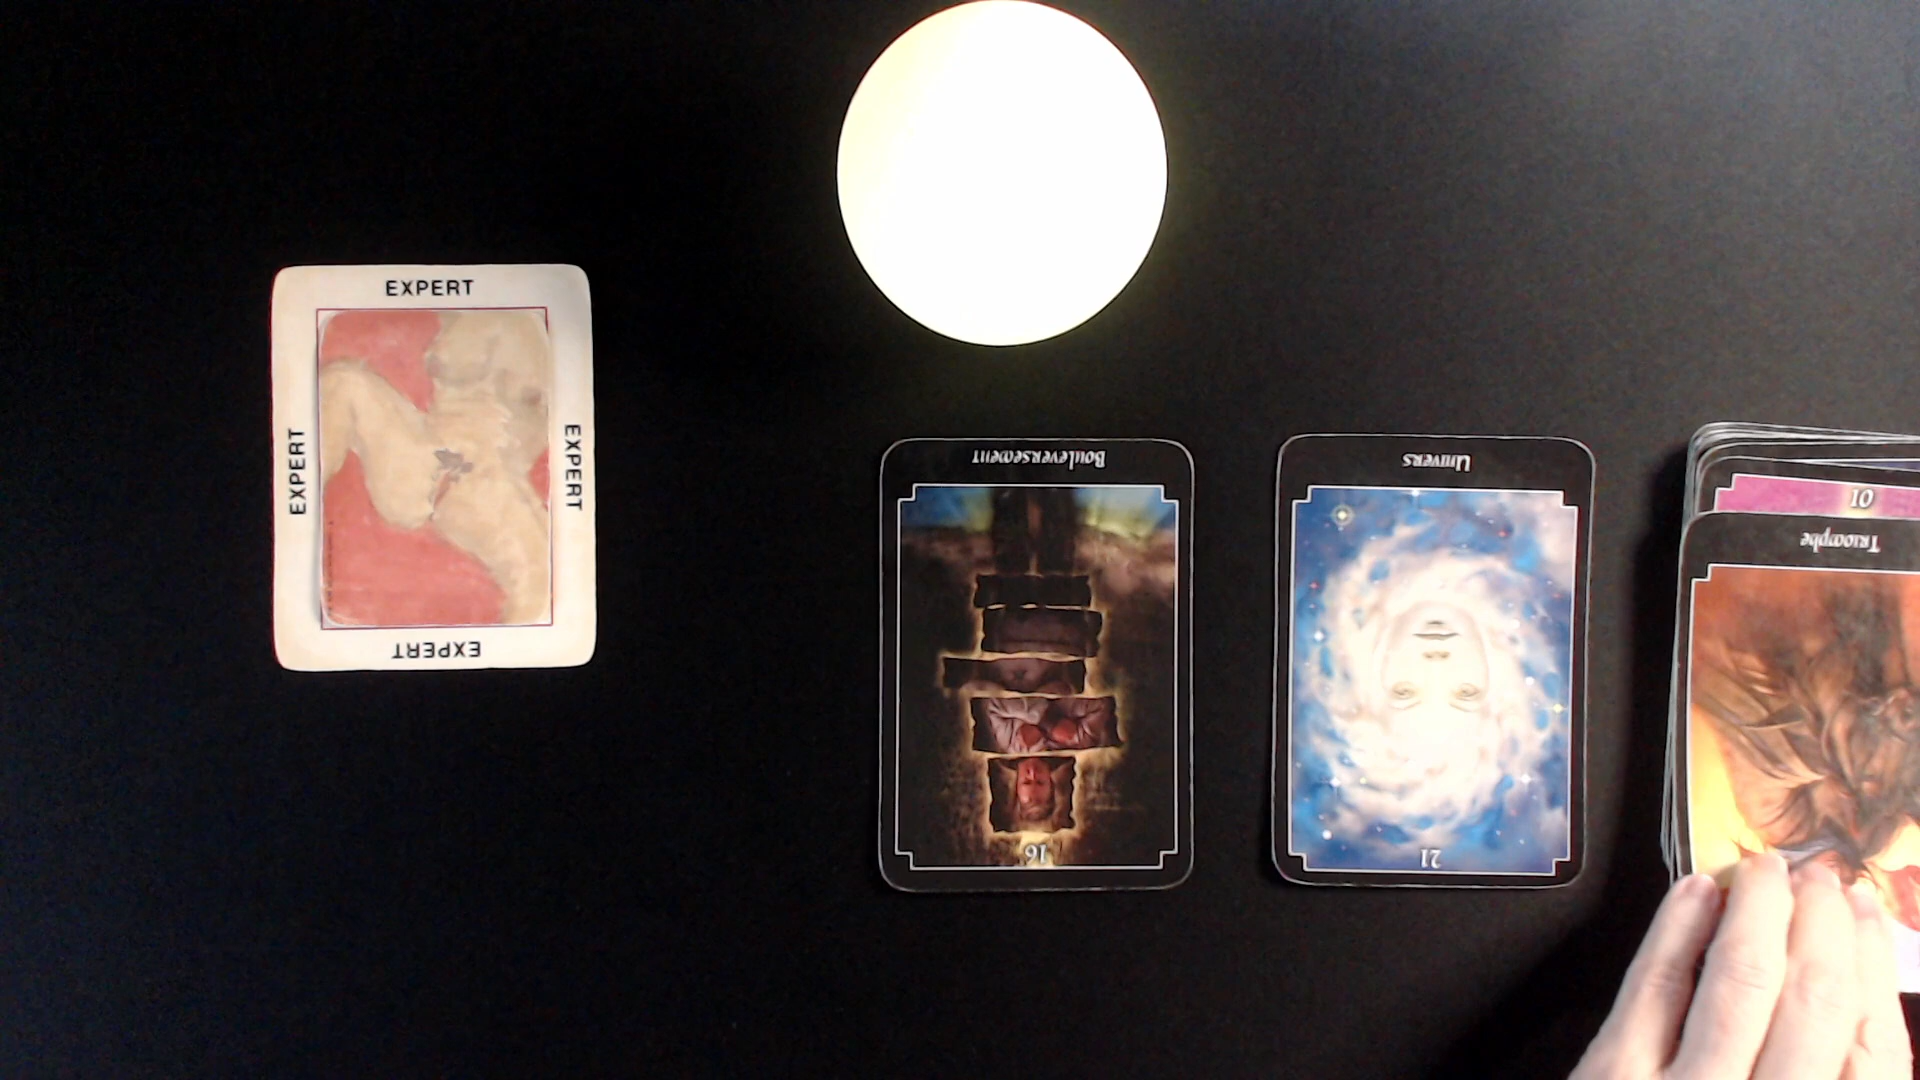 EXPERT
EXPERT
EXPERT
EXPERT
Bouleversement
16
Univers
21
10
Triomphe